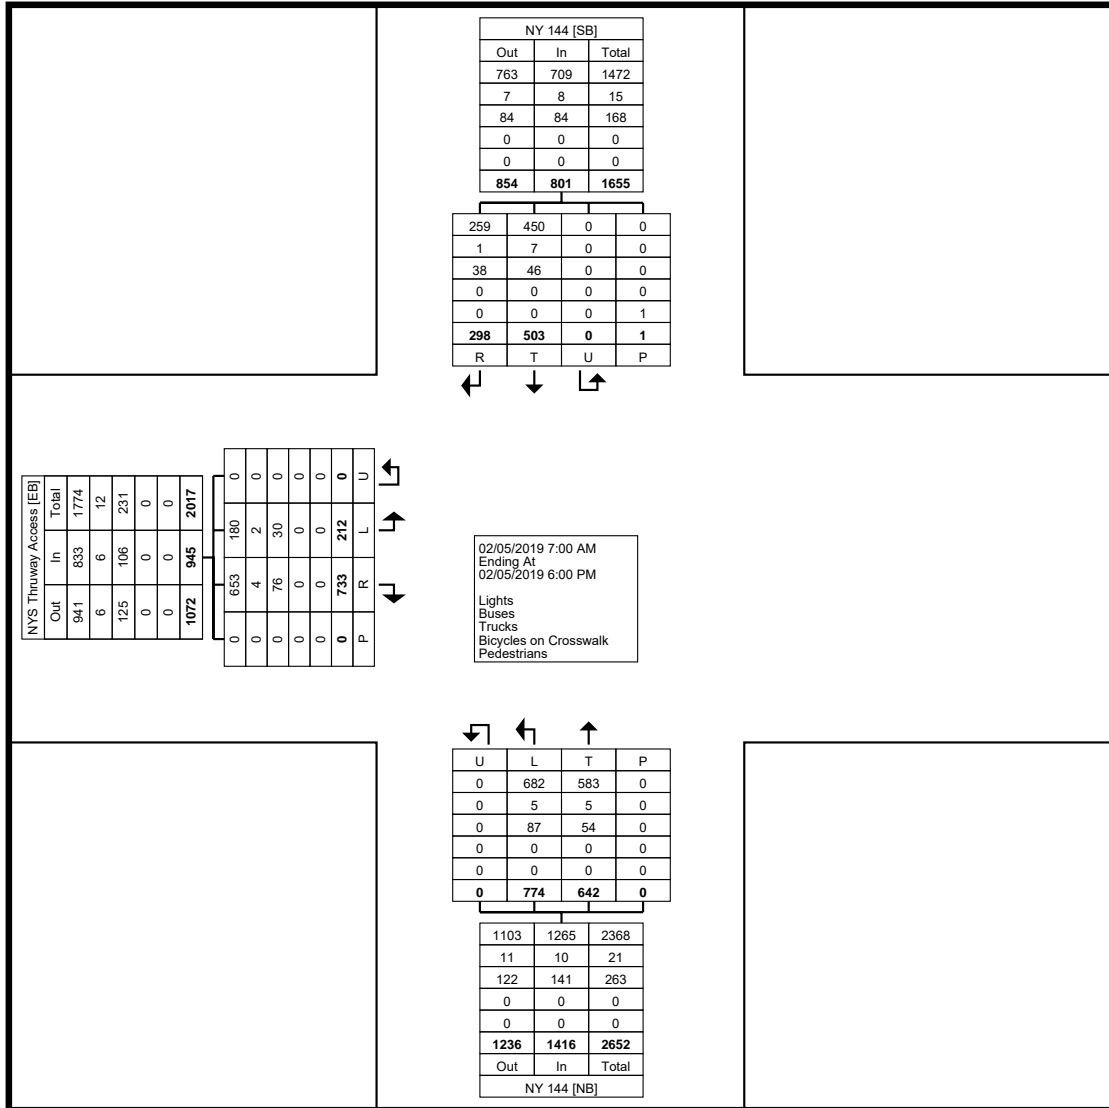 NY 144 [SB]
Out In Total
763 709 1472
7 8 15
84 84 168
0 0 0
0 0 0
854 801 1655
259 450 0 0
1 7 0 0
38 46 0 0
0 0 0 0
0 0 0 1
298 503 0 1
R T U P
NYS Thruway Access [EB]
Out In Total
941 833 1774
6 6 12
125 106 231
0 0 0
0 0 0
1072 945 2017
0 653 180 0
0 4 2 0
0 76 30 0
0 0 0 0
0 0 0 0
0 733 212 0
P R L U
02/05/2019 7:00 AM
Ending At
02/05/2019 6:00 PM
Lights
Buses
Trucks
Bicycles on Crosswalk
Pedestrians
U L T P
0 682 583 0
0 5 5 0
0 87 54 0
0 0 0 0
0 0 0 0
0 774 642 0
1103 1265 2368
11 10 21
122 141 263
0 0 0
0 0 0
1236 1416 2652
Out In Total
NY 144 [NB]